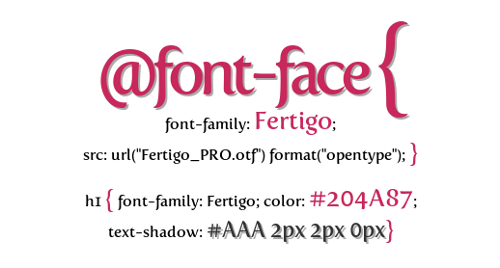 @font-face{
font-family: Fertigo;
src: url("Fertigo_PRO.otf") format("opentype"); }
h1 { font-family: Fertigo; color: #204A87;
text-shadow: #AAA 2px 2px 0px}